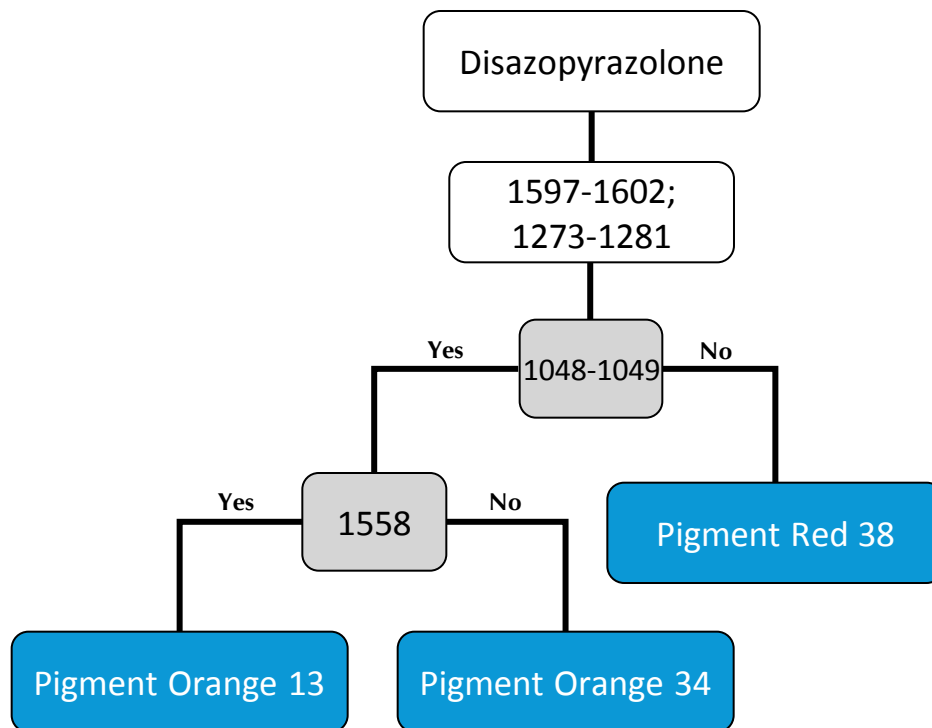 Disazopyrazolone
1597-1602;
1273-1281
Yes
1048-1049
No
Yes
1558
No
Pigment Red 38
Pigment Orange 13
Pigment Orange 34